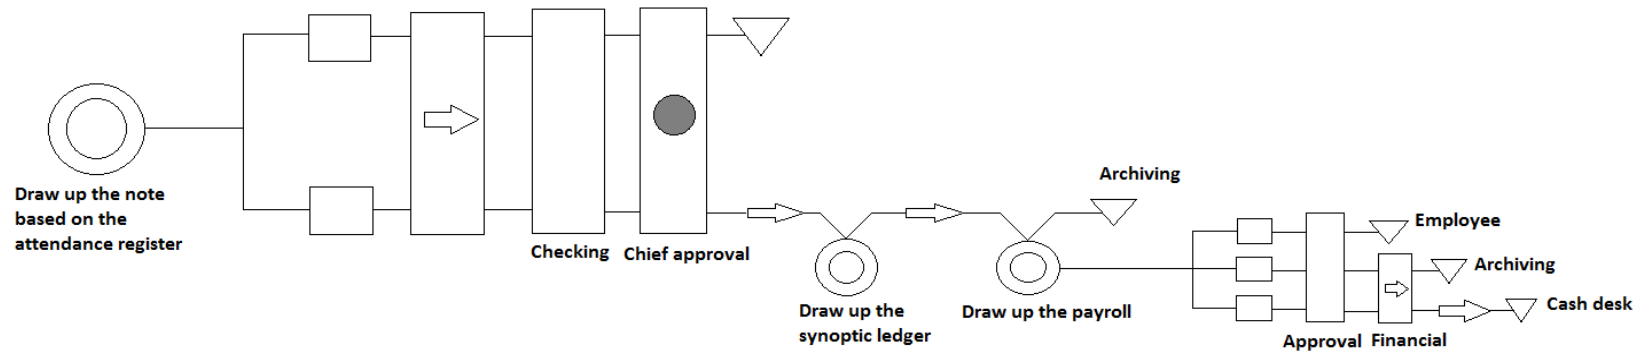 Draw up the note
based on the
attendance register
Checking
Chief approval
Draw up the
synoptic ledger
Archiving
Draw up the payroll
Employee
Archiving
Cash desk
Approval
Financial